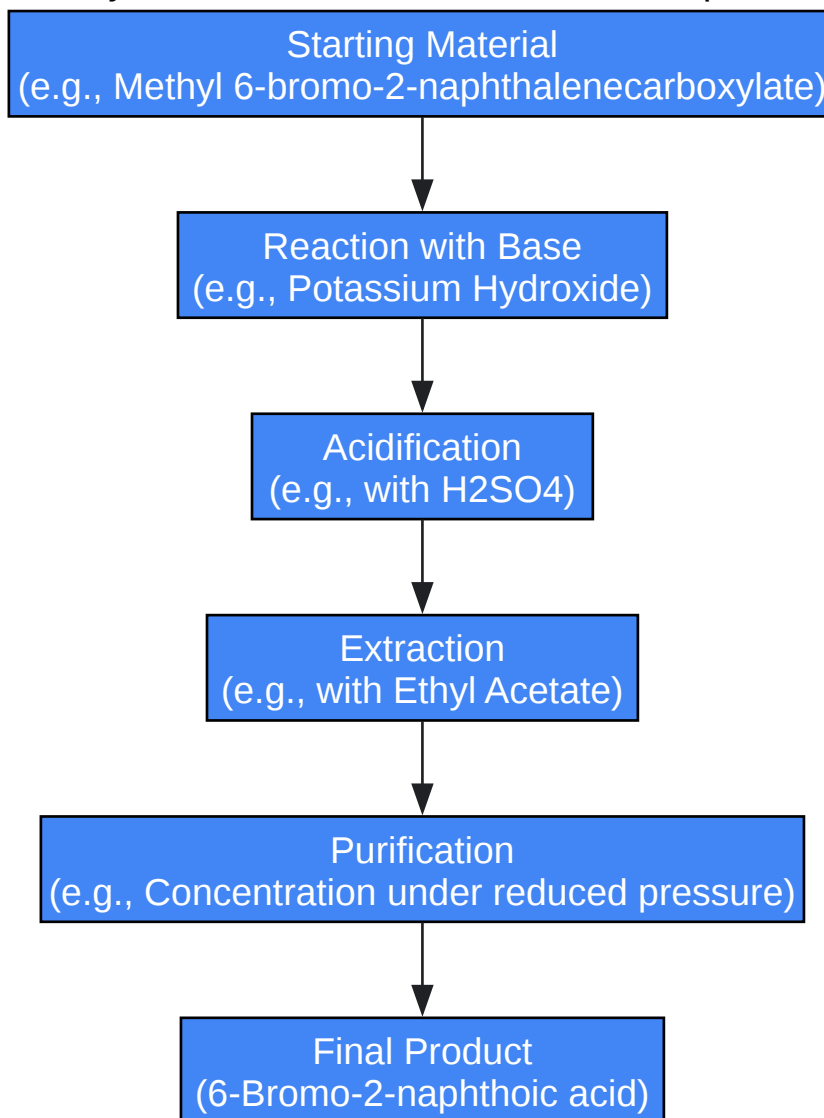 Starting Material
(e.g., Methyl 6-bromo-2-naphthalenecarboxylate)
Reaction with Base
(e.g., Potassium Hydroxide)
Acidification
(e.g., with H2SO4)
Extraction
(e.g., with Ethyl Acetate)
Purification
(e.g., Concentration under reduced pressure)
Final Product
(6-Bromo-2-naphthoic acid)